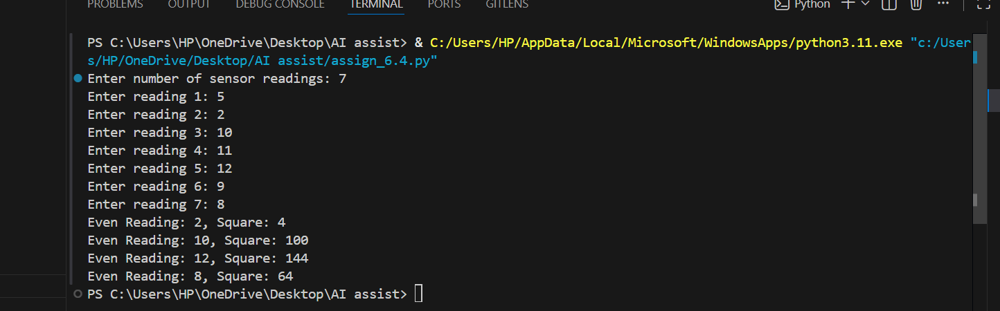 PROBLEMS OUTPUT DEBUG CONSOLE TERMINAL PORTS GITLENS Python
PS C:\Users\HP\OneDrive\Desktop\AI assist> & C:/Users/HP/AppData/Local/Microsoft/WindowsApps/python3.11.exe "c:/User
s/HP/OneDrive/Desktop/AI assist/assign_6.4.py"
Enter number of sensor readings: 7
Enter reading 1: 5
Enter reading 2: 2
Enter reading 3: 10
Enter reading 4: 11
Enter reading 5: 12
Enter reading 6: 9
Enter reading 7: 8
Even Reading: 2, Square: 4
Even Reading: 10, Square: 100
Even Reading: 12, Square: 144
Even Reading: 8, Square: 64
PS C:\Users\HP\OneDrive\Desktop\AI assist>